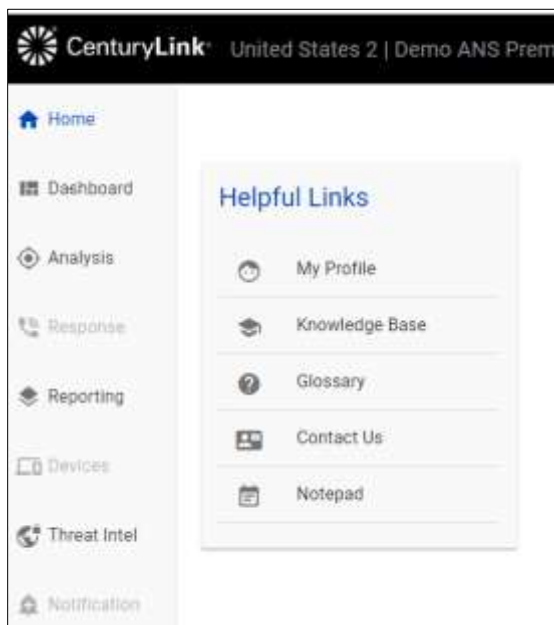 CenturyLink United States 2 | Demo ANS Prem
Home
Dashboard
Analysis
Response
Reporting
Devices
Threat Intel
Notification
Helpful Links
My Profile
Knowledge Base
Glossary
Contact Us
Notepad